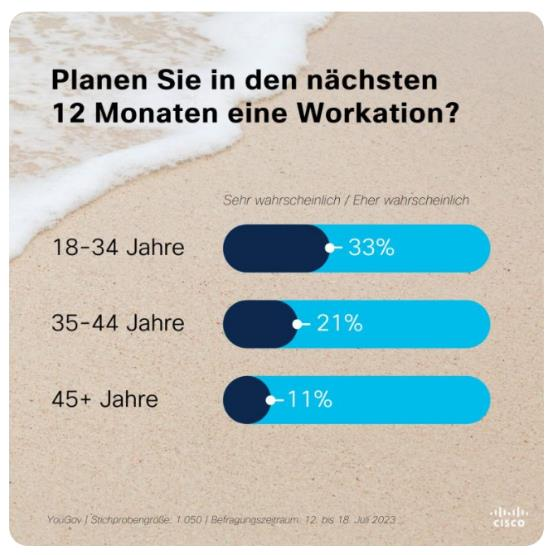 Planen Sie in den nächsten
12 Monaten eine Workation?
Sehr wahrscheinlich / Eher wahrscheinlich
18-34 Jahre 33%
35-44 Jahre 21%
45+ Jahre 11%
YouGov | Stichprobengröße: 1.050 | Befragungszeitraum: 12. bis 18. Juli 2023
CISCO